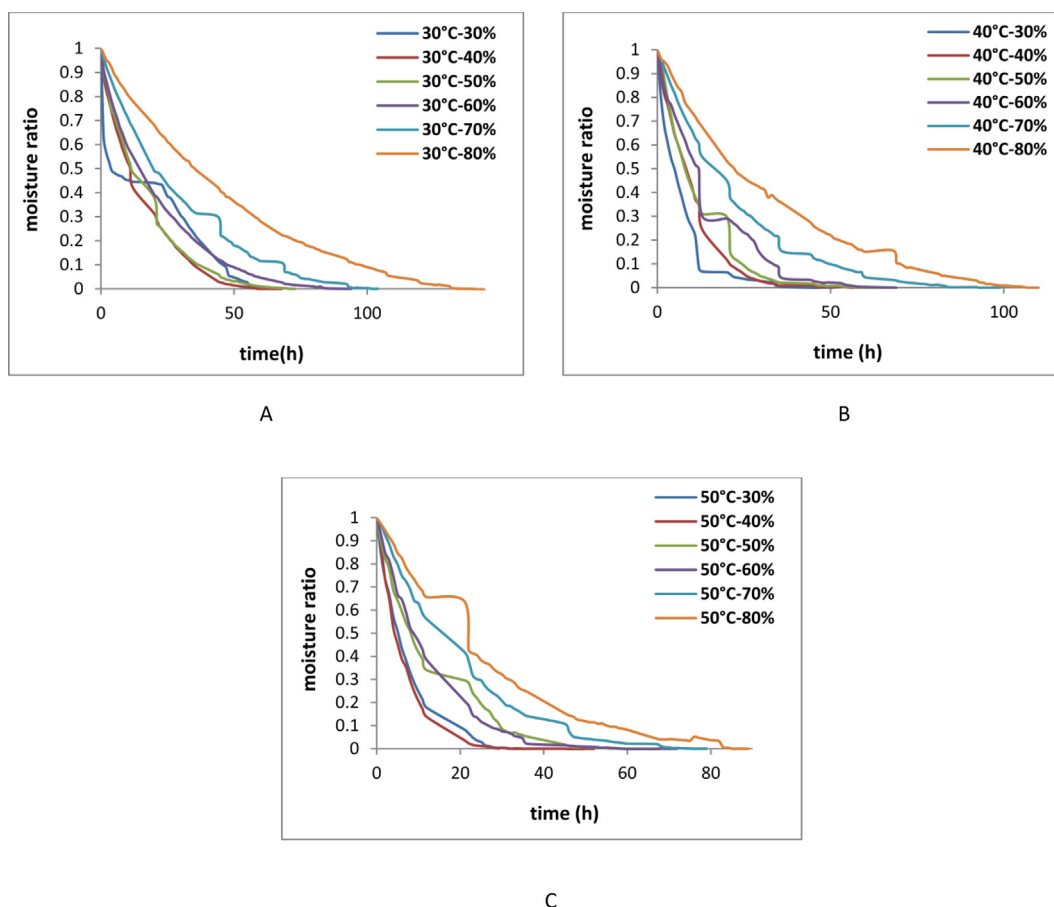 30°C-30%
30°C-40%
30°C-50%
30°C-60%
30°C-70%
30°C-80%
1
0.9
0.8
0.7
0.6
0.5
0.4
0.3
0.2
0.1
0
moisture ratio
0 50 100
time(h)
A
40°C-30%
40°C-40%
40°C-50%
40°C-60%
40°C-70%
40°C-80%
1
0.9
0.8
0.7
0.6
0.5
0.4
0.3
0.2
0.1
0
moisture ratio
0 50 100
time (h)
B
50°C-30%
50°C-40%
50°C-50%
50°C-60%
50°C-70%
50°C-80%
1
0.9
0.8
0.7
0.6
0.5
0.4
0.3
0.2
0.1
0
moisture ratio
0 20 40 60 80
time (h)
C